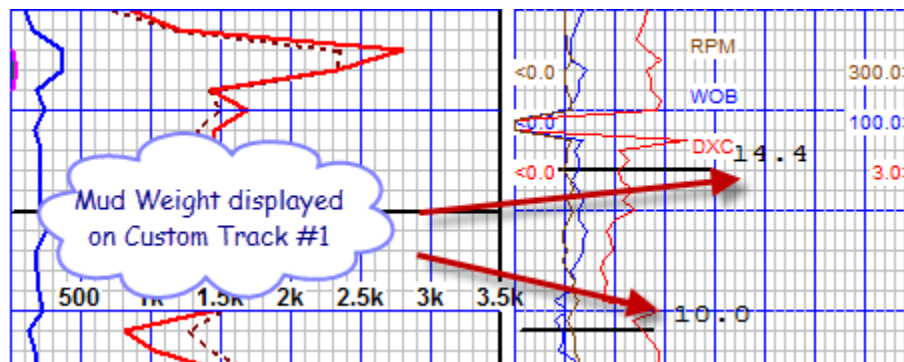 RPM
<0.0 300.0>
WOB
<0.0 100.0>
DXC 14.4
<0.0 3.0>
Mud Weight displayed
on Custom Track #1
500 1k 1.5k 2k 2.5k 3k 3.5k
10.0